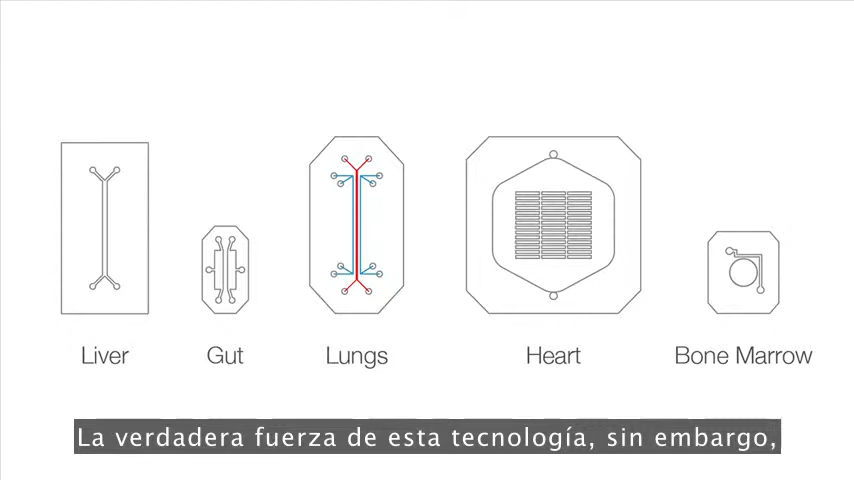 Liver Gut Lungs Heart Bone Marrow
La verdadera fuerza de esta tecnología, sin embargo,